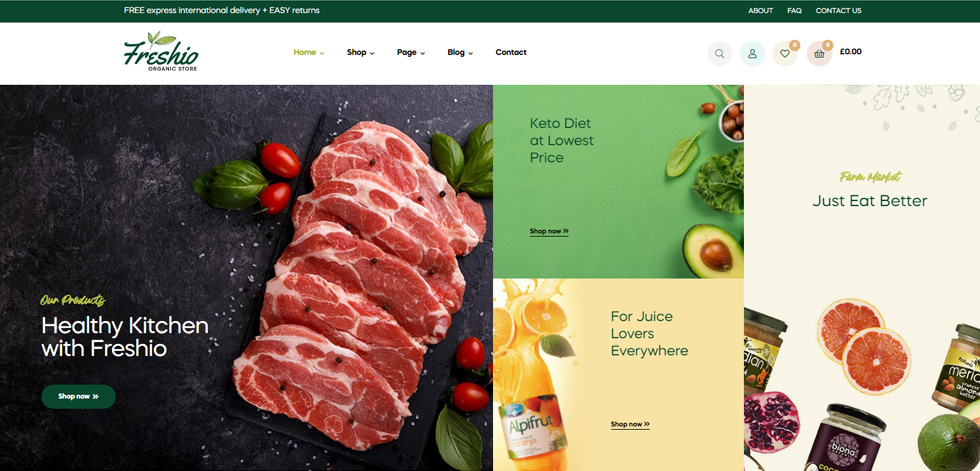 FREE express international delivery + EASY returns
ABOUT FAQ CONTACT US
Freshio
ORGANIC STORE
Home Shop Page Blog Contact
0 0 £0.00
Our Products
Healthy Kitchen
with Freshio
Shop now »
Keto Diet
at Lowest
Price
Shop now »
For Juice
Lovers
Everywhere
Shop now »
Alpifrut
Farm Market
Just Eat Better
biona